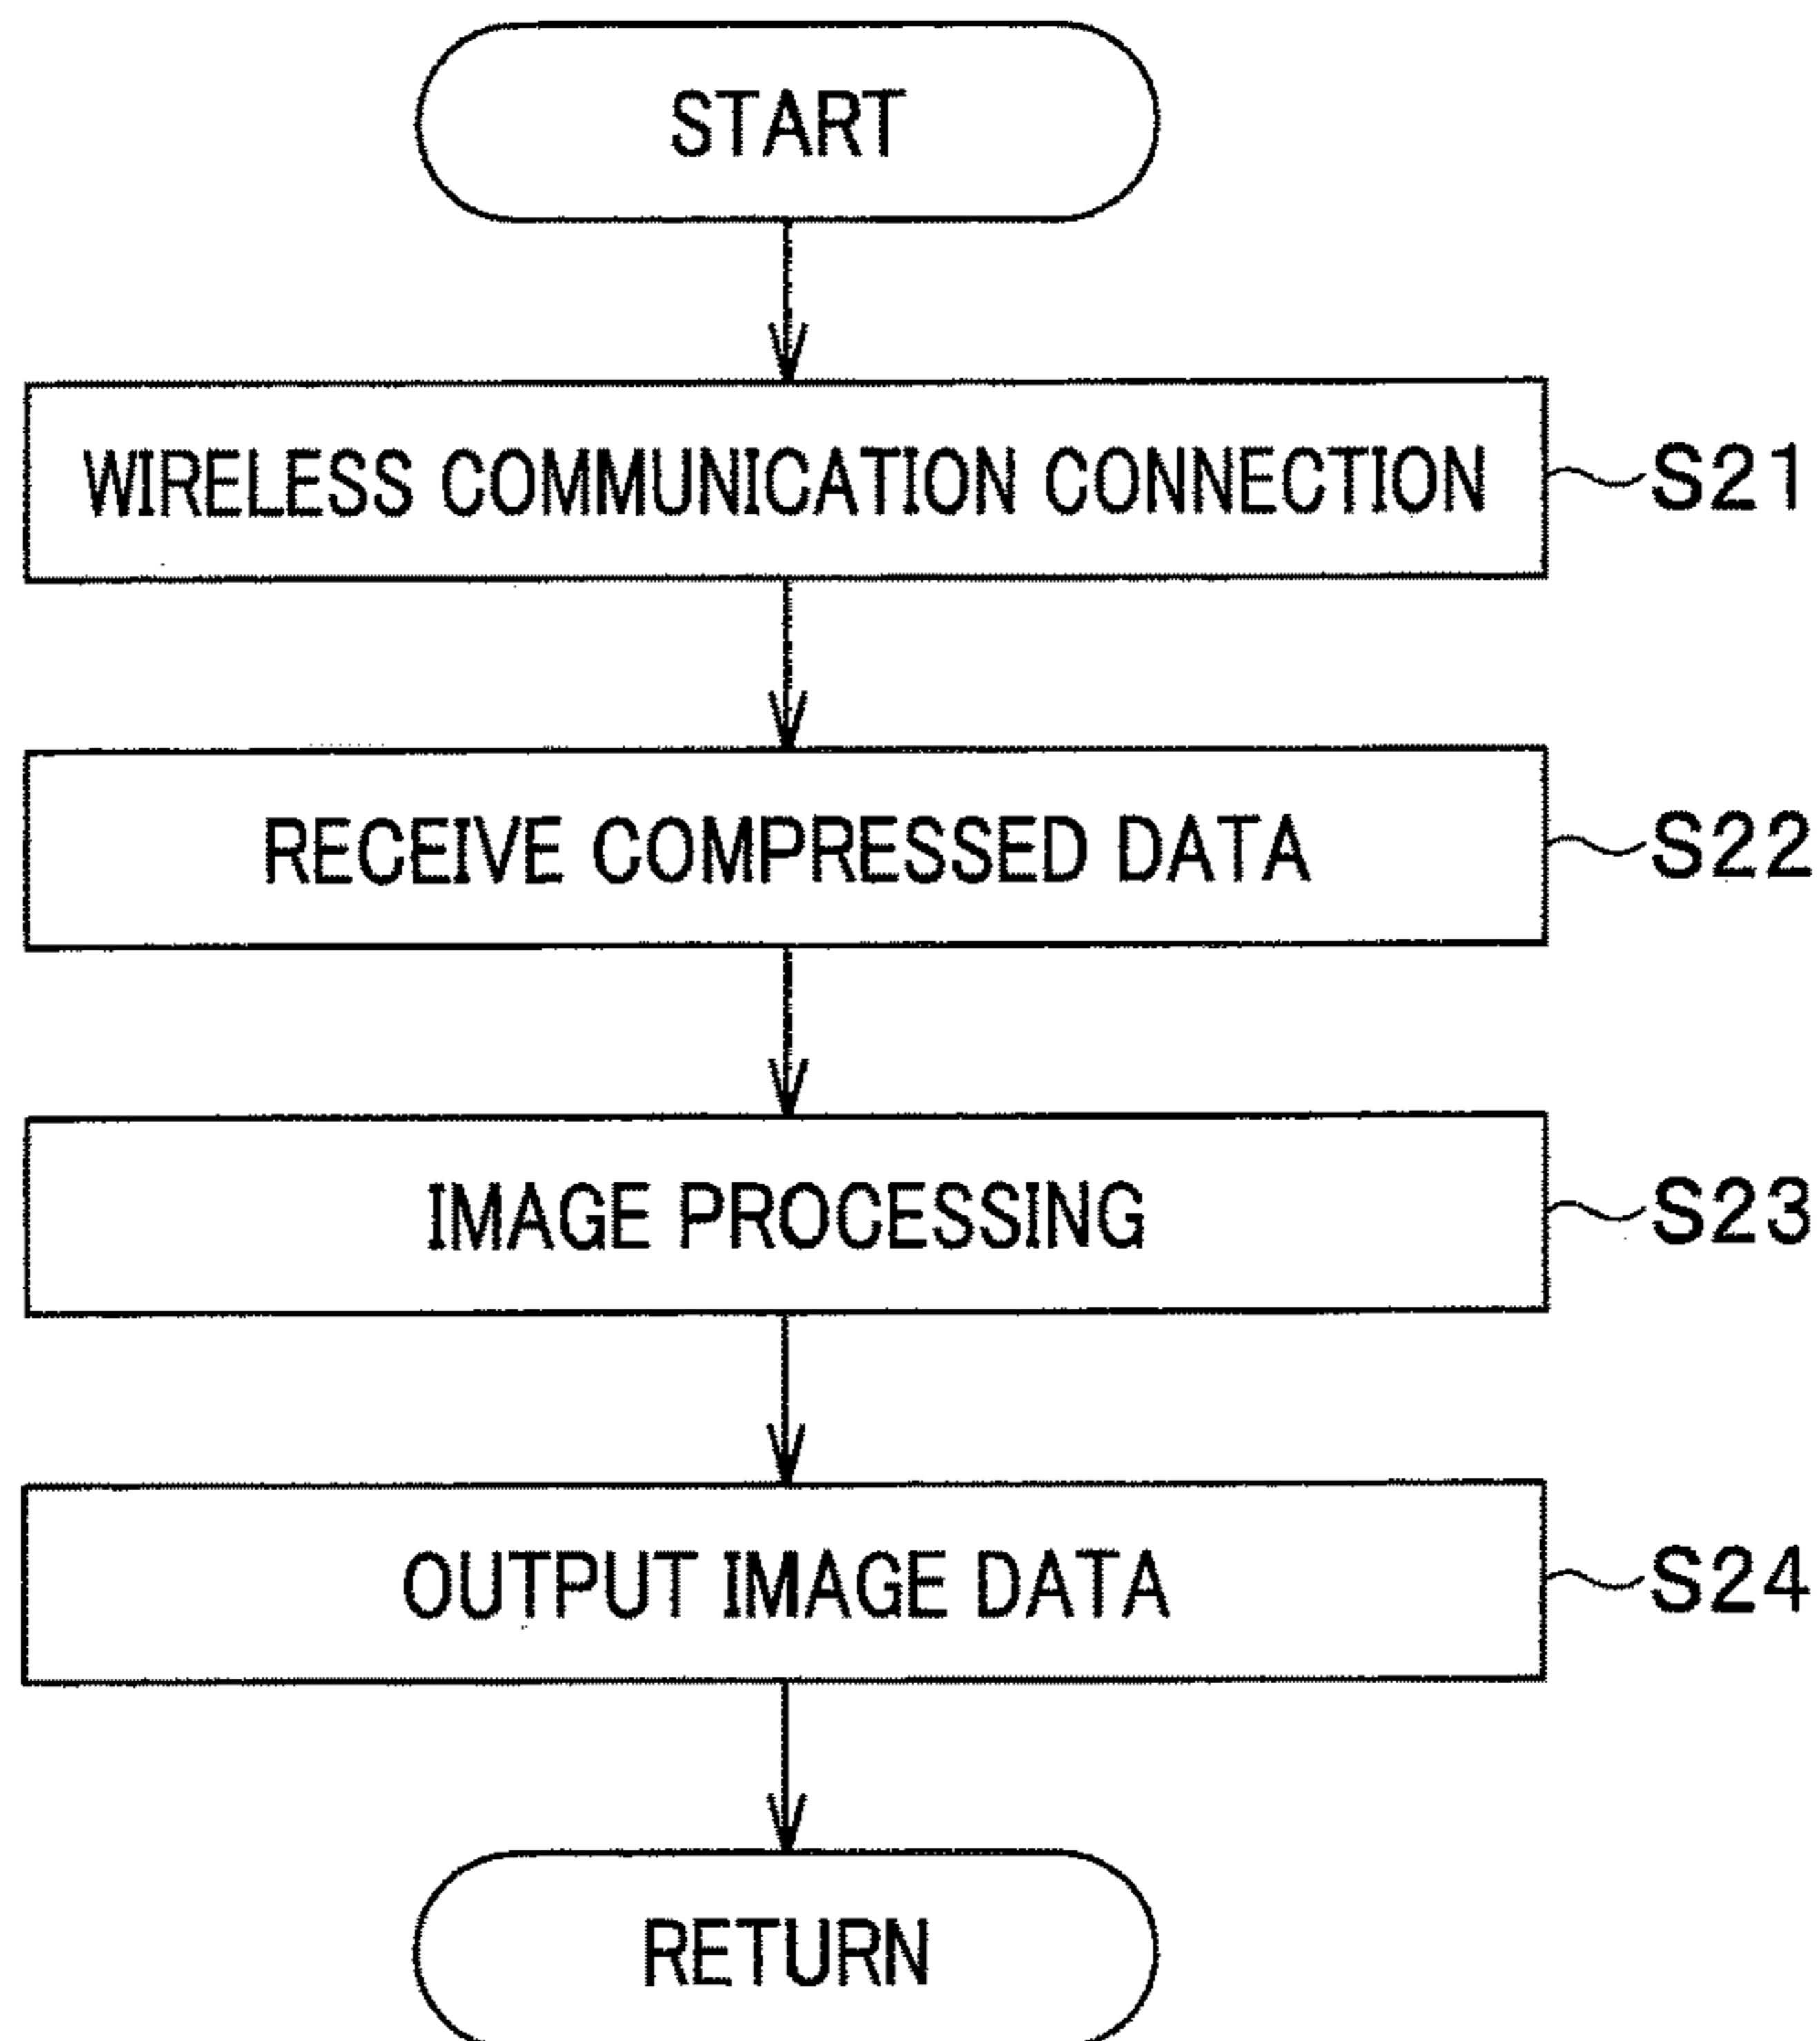 START
WIRELESS COMMUNICATION CONNECTION S21
RECEIVE COMPRESSED DATA S22
IMAGE PROCESSING S23
OUTPUT IMAGE DATA S24
RETURN